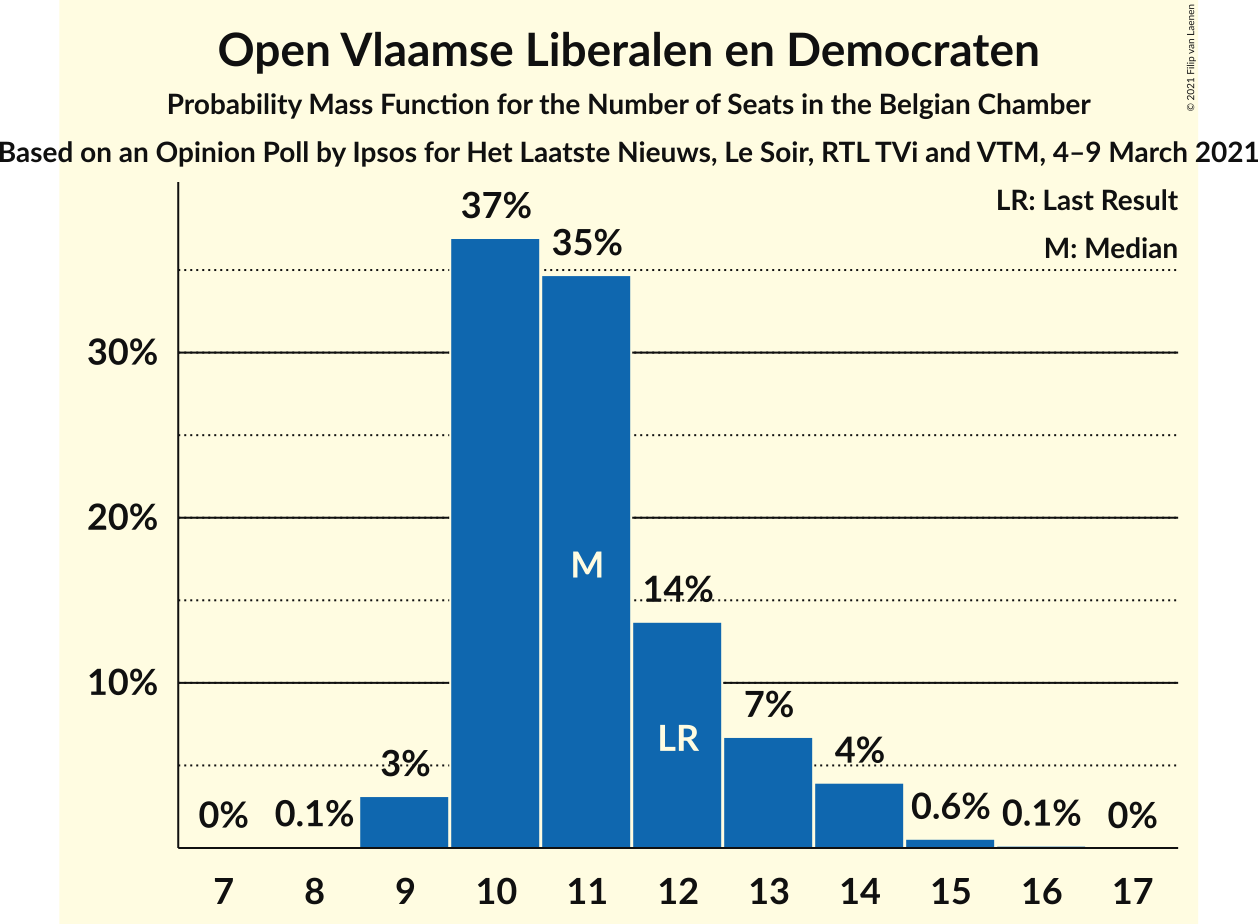 Open Vlaamse Liberalen en Democraten
Probability Mass Function for the Number of Seats in the Belgian Chamber
Based on an Opinion Poll by Ipsos for Het Laatste Nieuws, Le Soir, RTL TVi and VTM, 4–9 March 2021
© 2021 Filip van Laenen
LR: Last Result
M: Median
37%
35%
30%
20%
10%
M
14%
LR
7%
4%
3%
0%
0.1%
0.6%
0.1%
0%
7 8 9 10 11 12 13 14 15 16 17